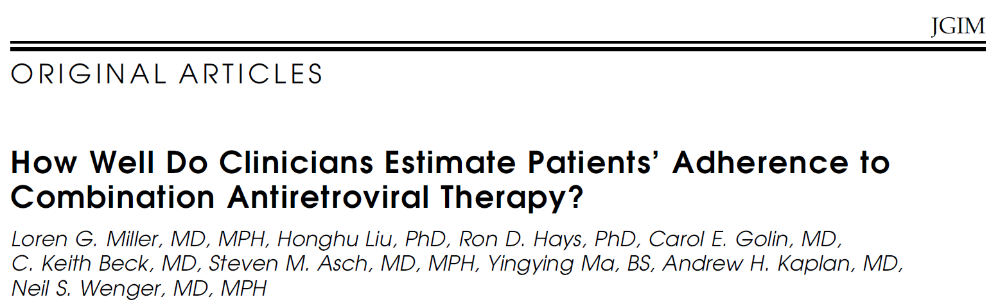 JGIM
ORIGINAL ARTICLES
How Well Do Clinicians Estimate Patients’ Adherence to
Combination Antiretroviral Therapy?
Loren G. Miller, MD, MPH, Honghu Liu, PhD, Ron D. Hays, PhD, Carol E. Golin, MD,
C. Keith Beck, MD, Steven M. Asch, MD, MPH, Yingying Ma, BS, Andrew H. Kaplan, MD,
Neil S. Wenger, MD, MPH